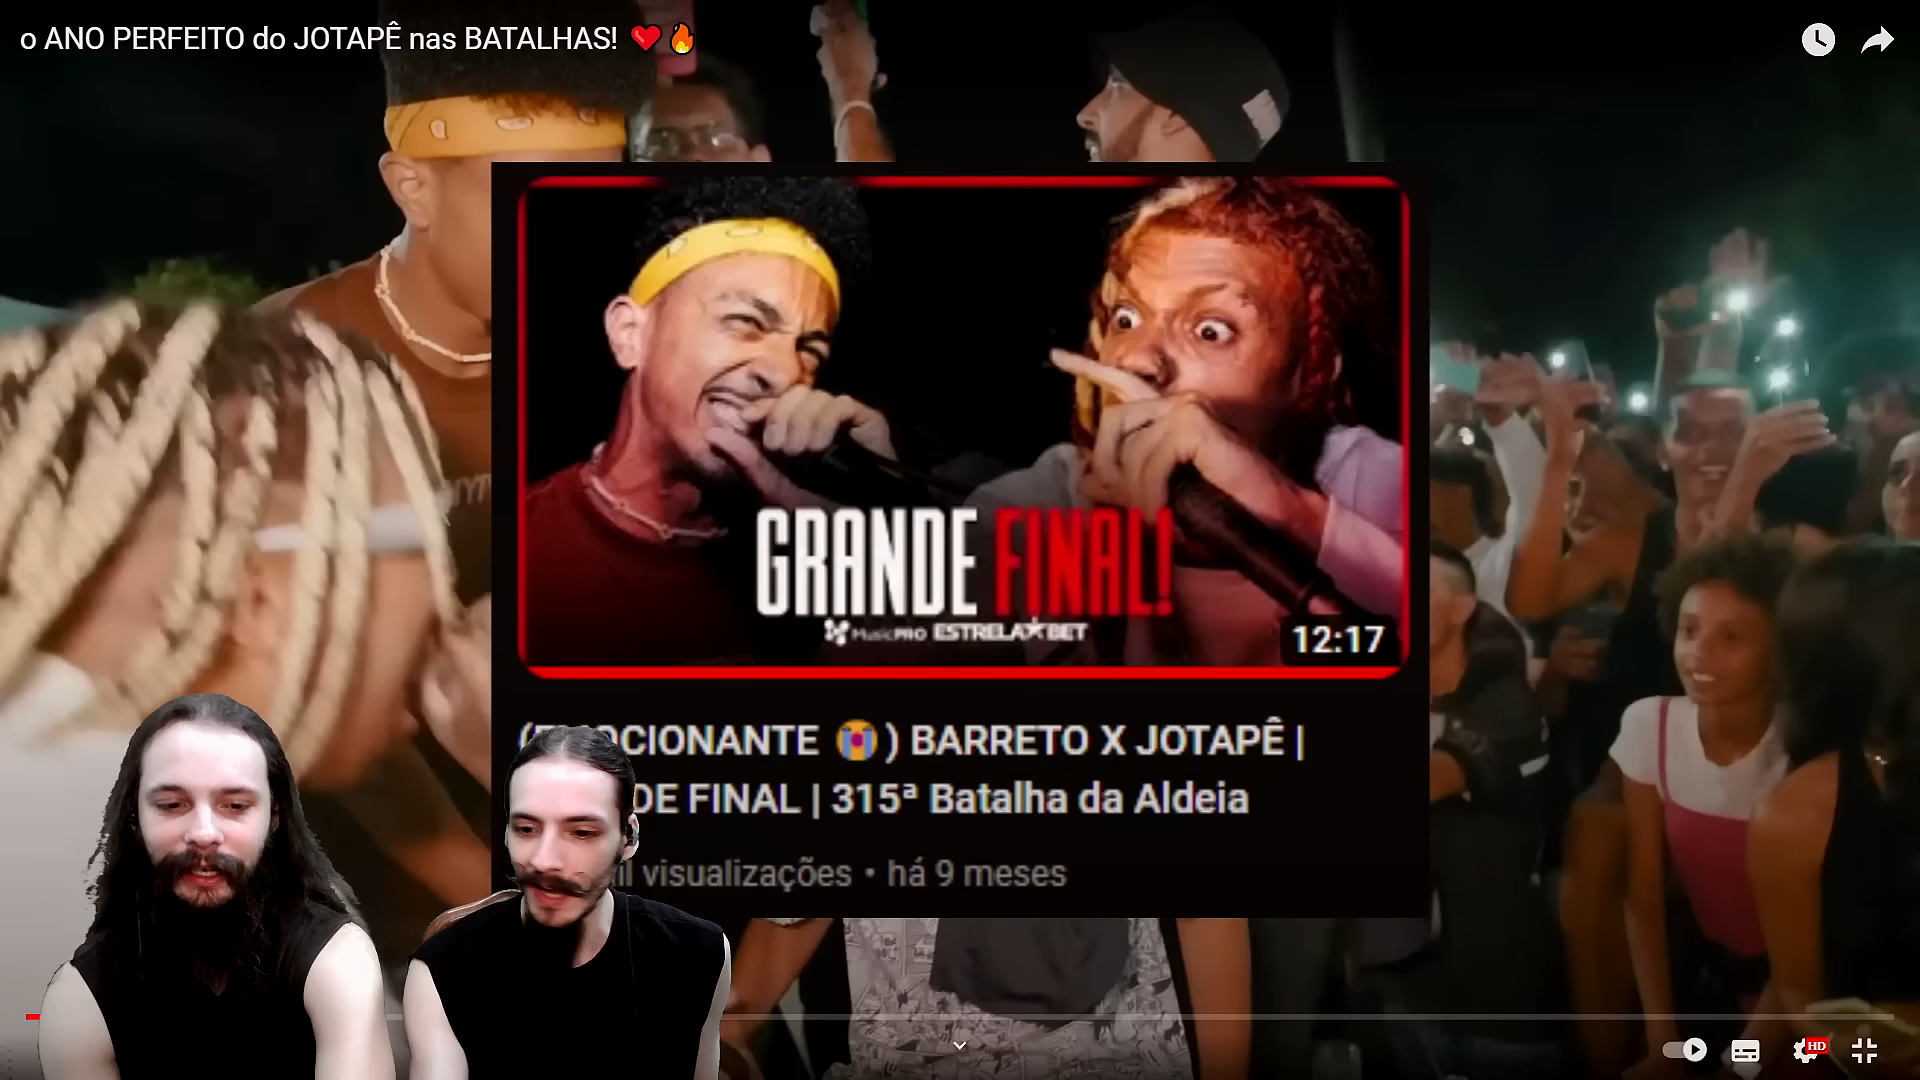 o ANO PERFEITO do JOTAPÊ nas BATALHAS! ❤️🔥
GRANDE FINAL!
MusicPRO ESTRELABET
12:17
CIONANTE 😭) BARRETO X JOTAPÊ |
DE FINAL | 315ª Batalha da Aldeia
visualizações • há 9 meses
HD